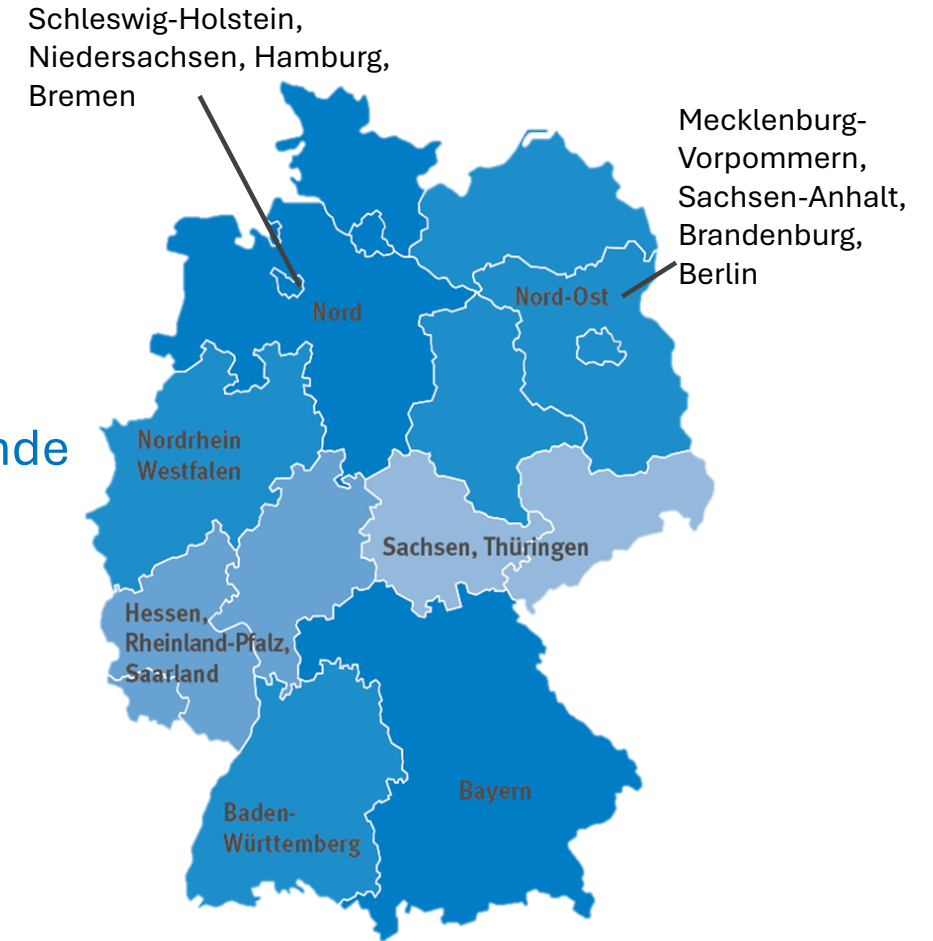 Schleswig-Holstein,
Niedersachsen, Hamburg,
Bremen
Mecklenburg-
Vorpommern,
Sachsen-Anhalt,
Brandenburg,
Berlin
Nord-Ost
Nord
nde
Nordrhein
Westfalen
Sachsen, Thüringen
Hessen,
Rheinland-Pfalz,
Saarland
Bayern
Baden-
Württemberg